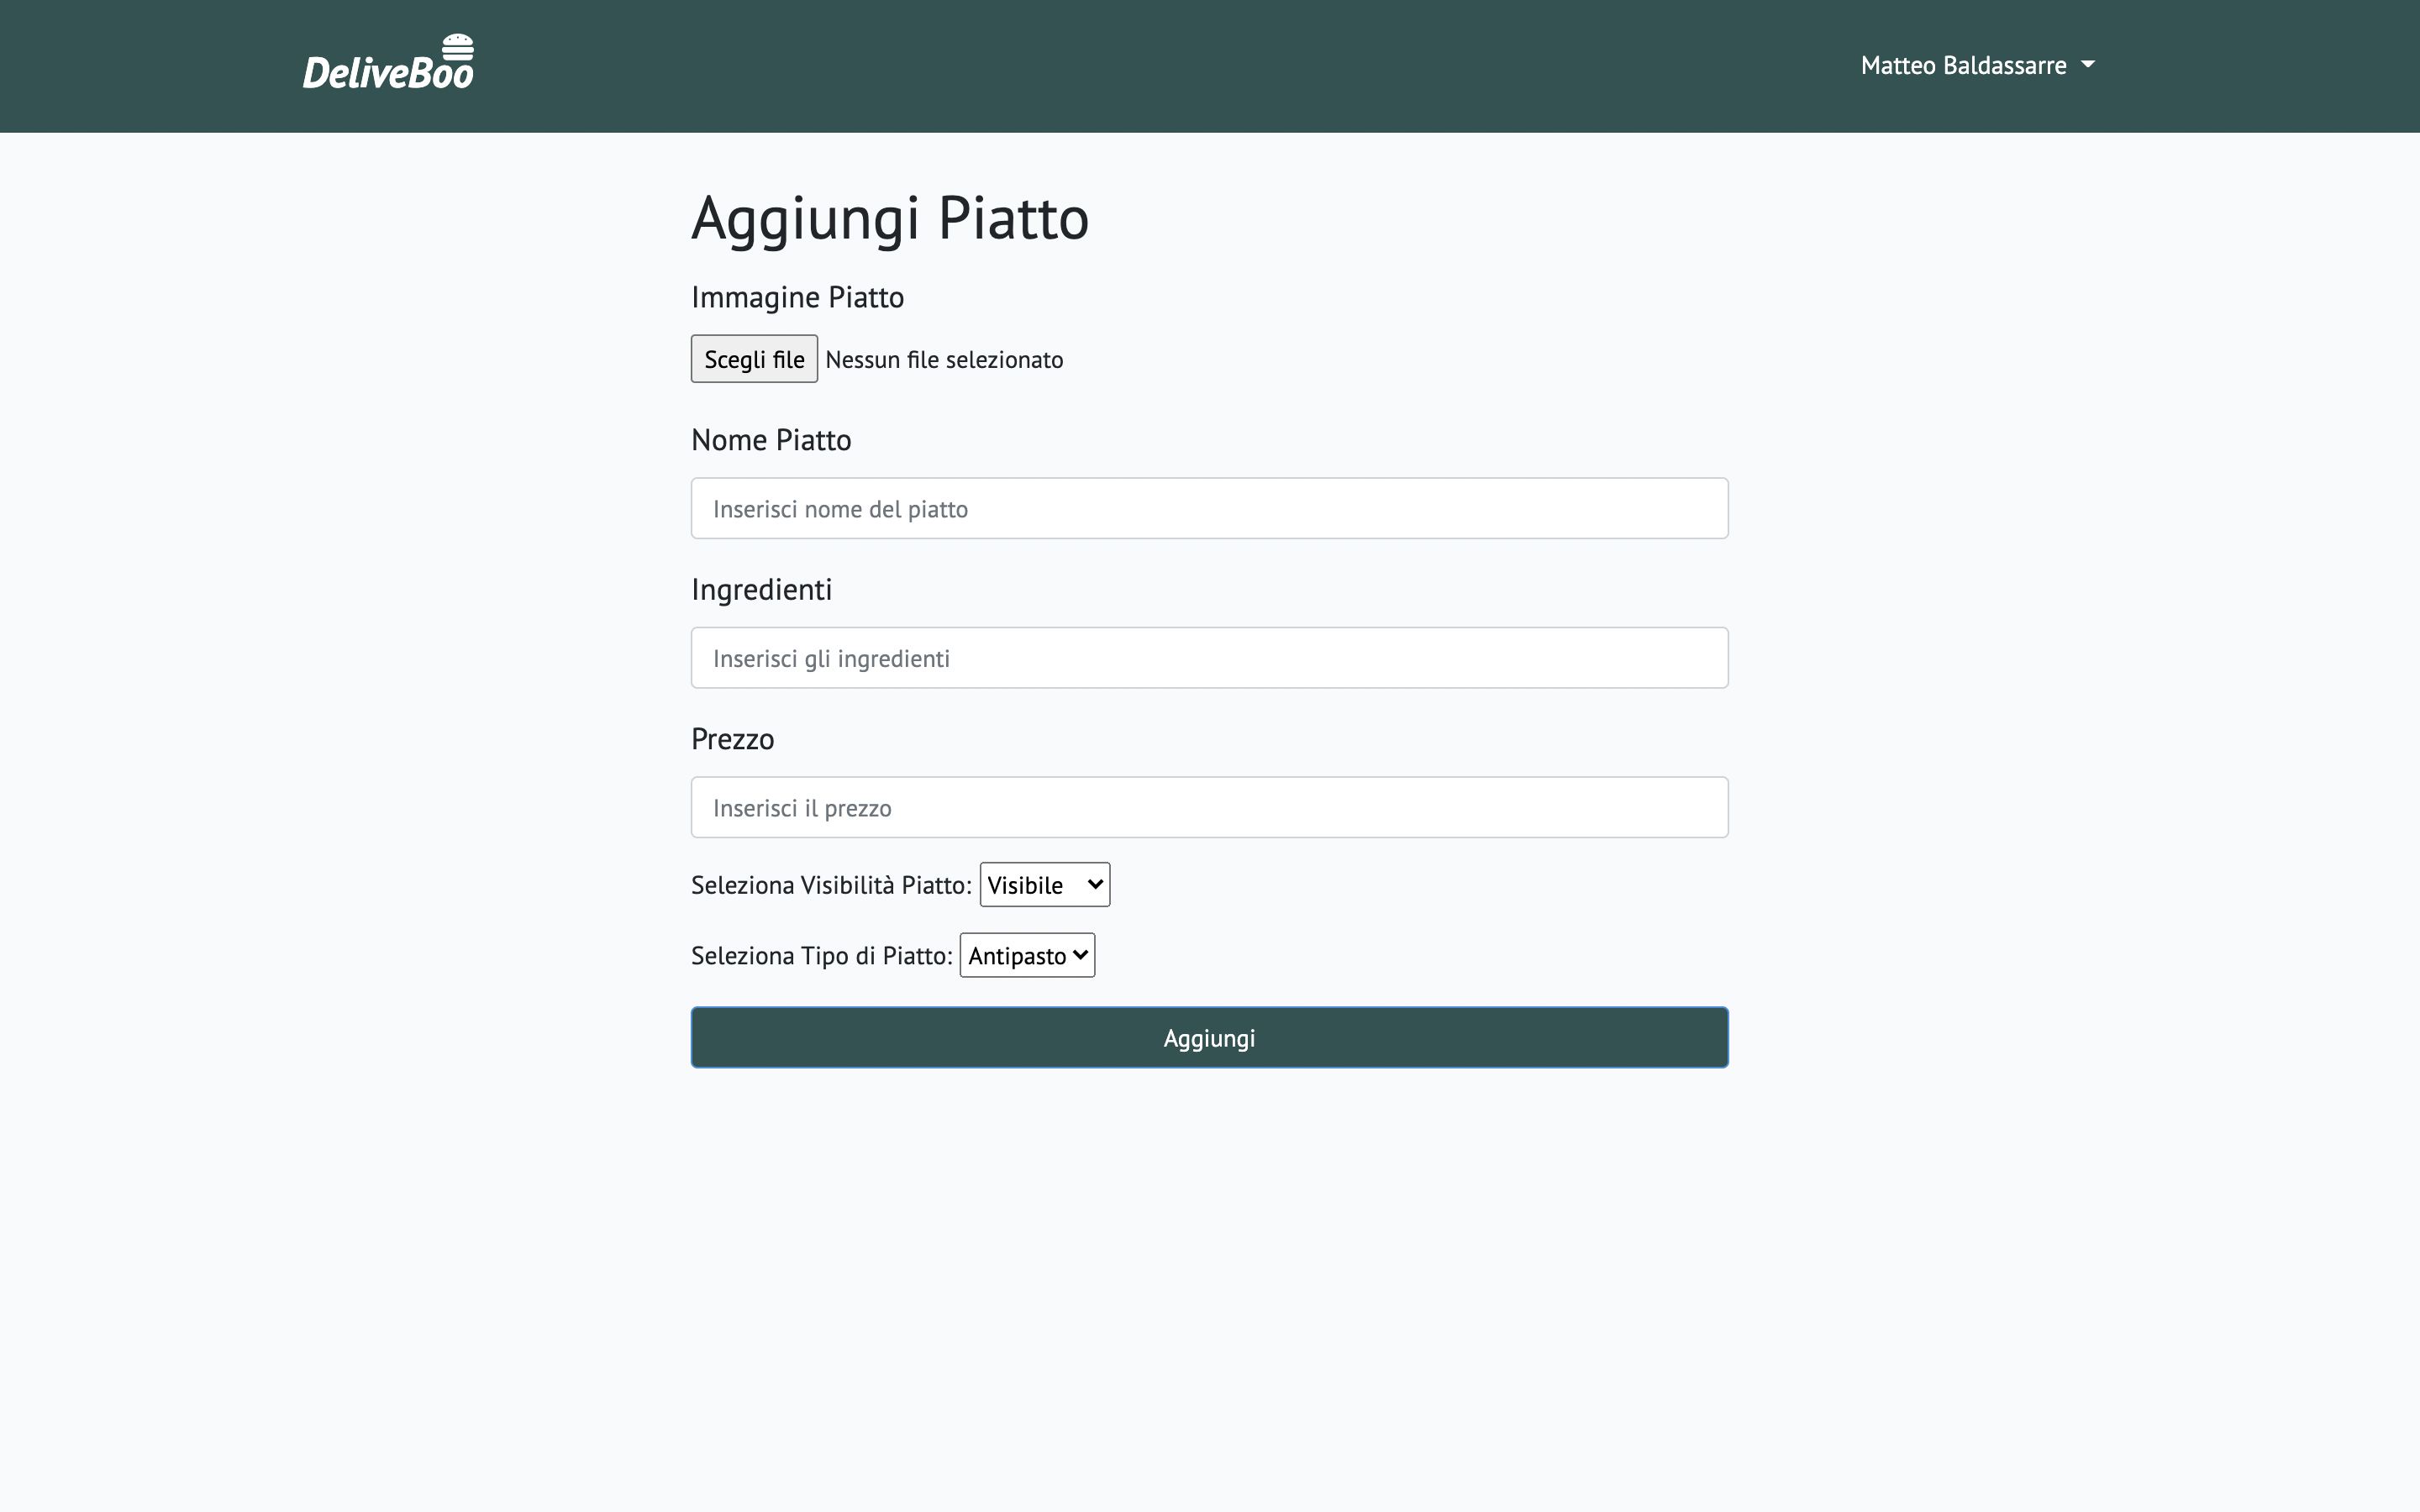 DeliveBoo
Matteo Baldassarre
Aggiungi Piatto
Immagine Piatto
Scegli file Nessun file selezionato
Nome Piatto
Inserisci nome del piatto
Ingredienti
Inserisci gli ingredienti
Prezzo
Inserisci il prezzo
Seleziona Visibilità Piatto: Visibile
Seleziona Tipo di Piatto: Antipasto
Aggiungi